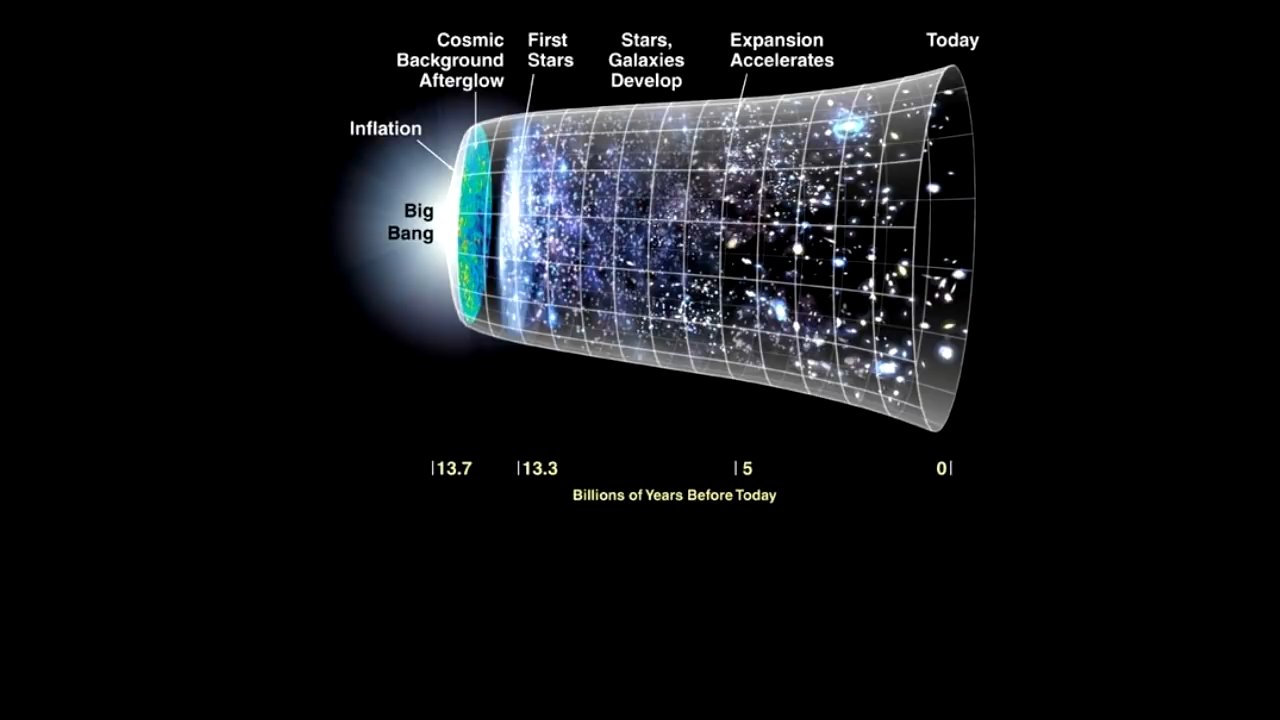 Cosmic
Background
Afterglow
First
Stars
Stars,
Galaxies
Develop
Expansion
Accelerates
Today
Inflation
Big
Bang
13.7
13.3
5
0
Billions of Years Before Today